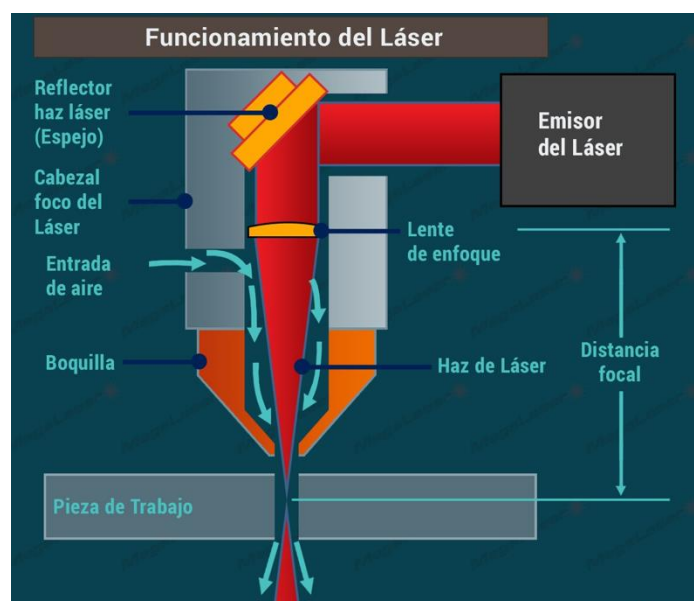 Funcionamiento del Láser
Reflector
haz láser
(Espejo)
Emisor
del Láser
Cabezal
foco del
Láser
Lente
de enfoque
Entrada
de aire
Boquilla
Haz de Láser
Distancia
focal
Pieza de Trabajo